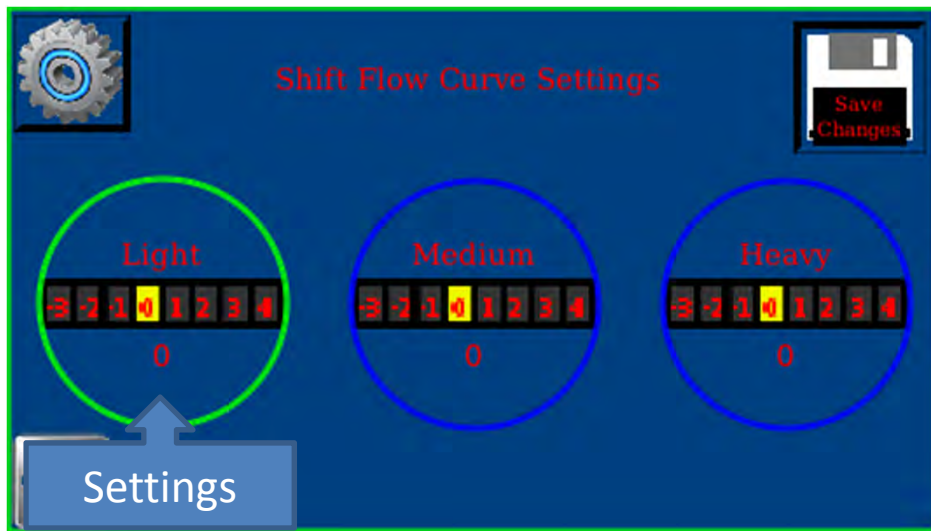 Shift Flow Curve Settings
Save
Changes
Light
-3 -2 -1 0 1 2 3 4
0
Medium
-3 -2 -1 0 1 2 3 4
0
Heavy
-3 -2 -1 0 1 2 3 4
0
Settings